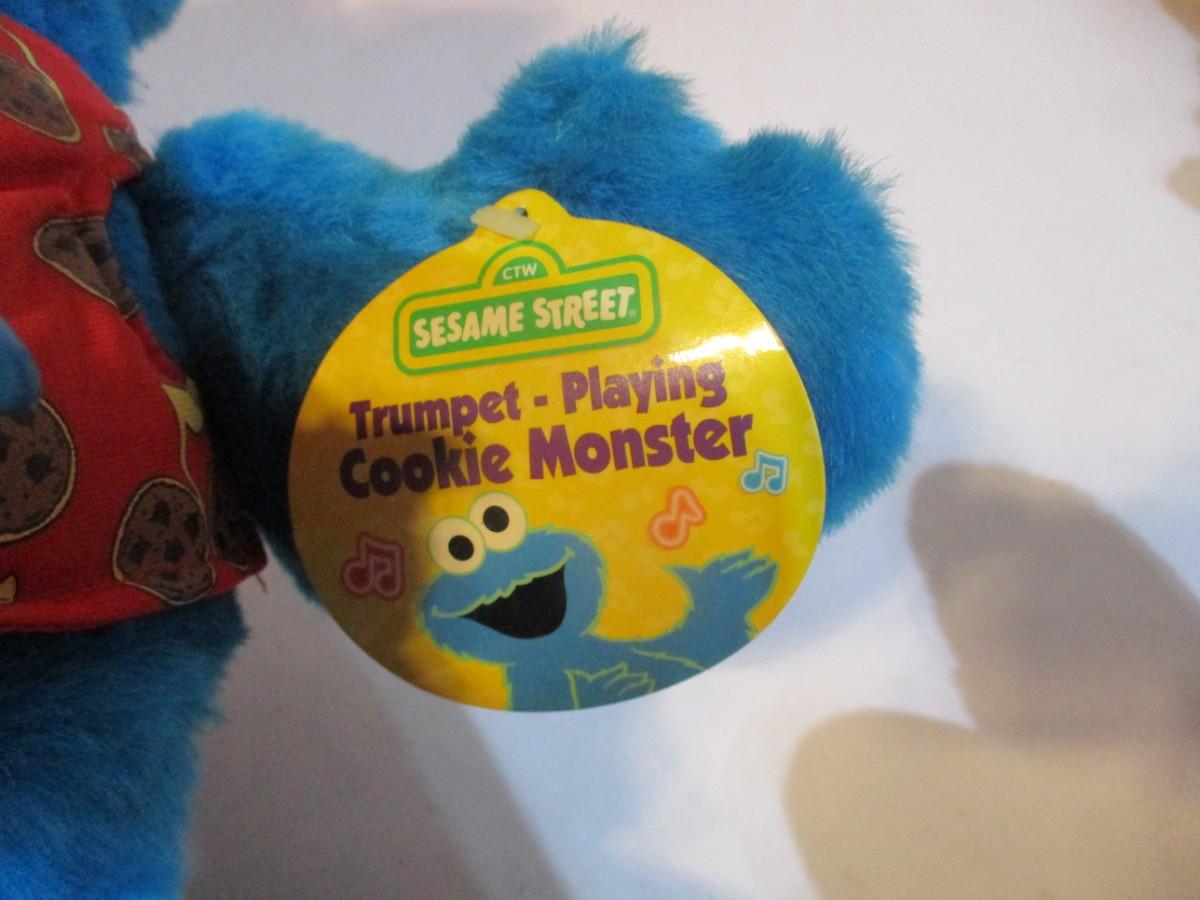 CTW
SESAME STREET
Trumpet - Playing
Cookie Monster